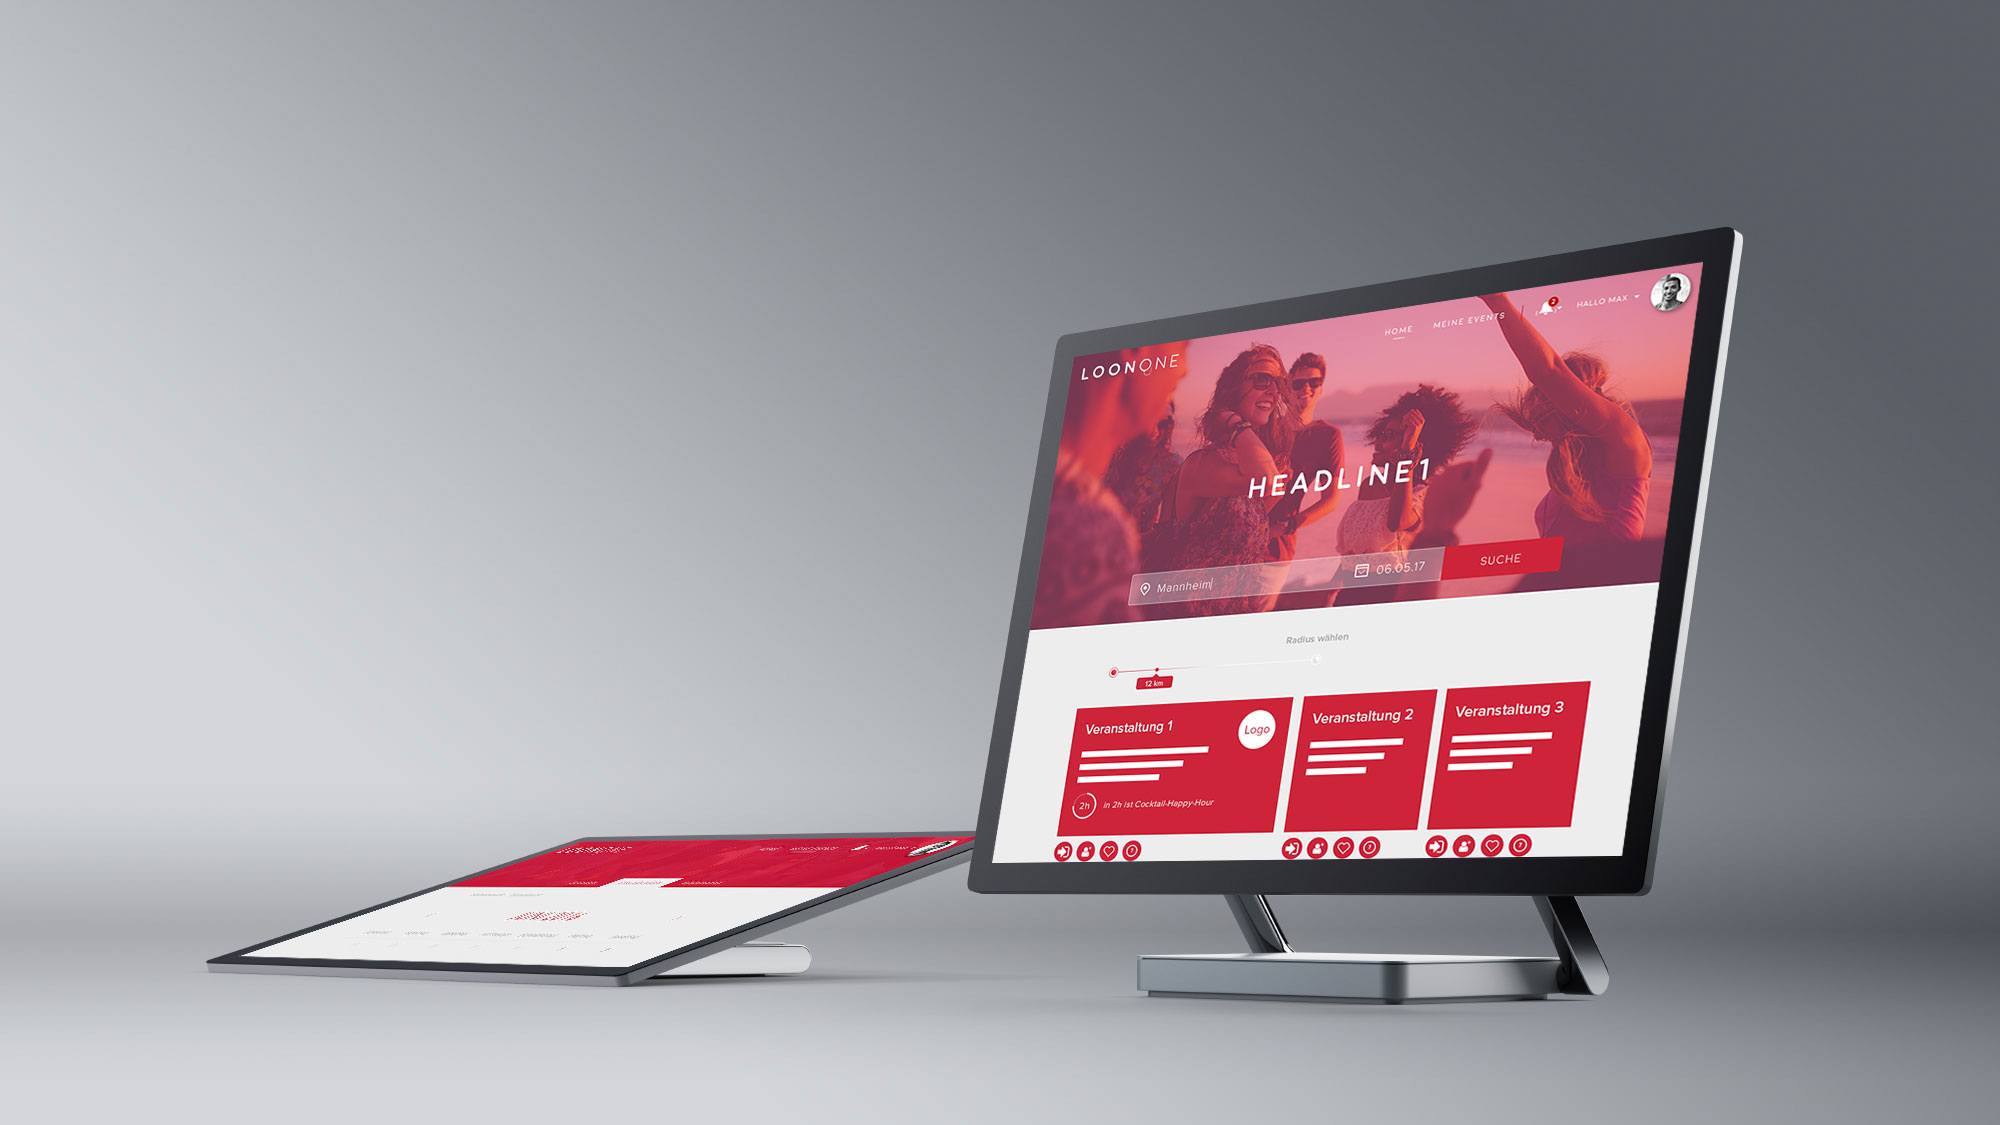 LOONONE
HOME
MEINE EVENTS
2
HALLO MAX
HEADLINE1
Mannheim
06.05.17
SUCHE
Radius wählen
12 km
Veranstaltung 1
Logo
2h
in 2h ist Cocktail-Happy-Hour
Veranstaltung 2
Veranstaltung 3